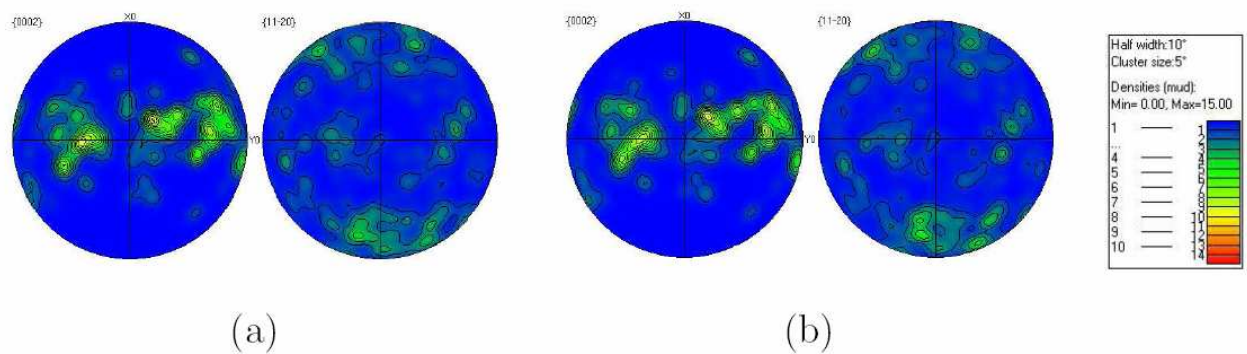 {0002}
X0
{11-20}
Y0
{0002}
X0
{11-20}
Y0
Half width:10°
Cluster size:5°
Densities (mud):
Min= 0.00, Max=15.00
1
...
4
5
6
7
8
9
10
1
2
4
5
6
7
8
10
11
12
13
14
(a)
(b)